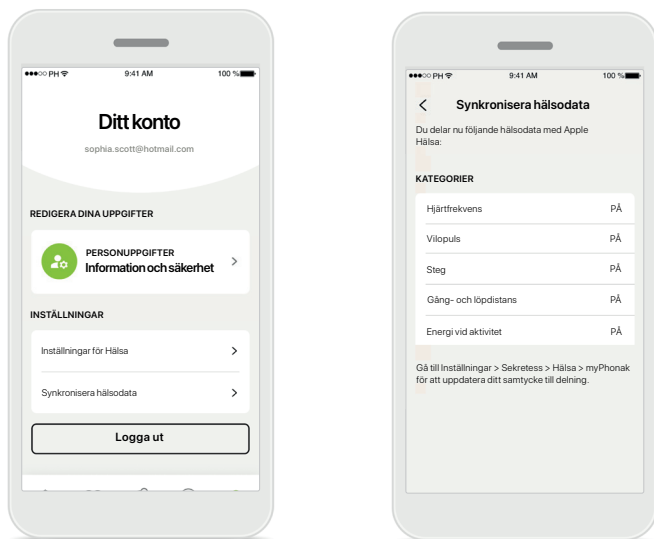 PH 9:41 AM 100 %
Ditt konto
sophia.scott@hotmail.com
REDIGERA DINA UPPGIFTER
PERSONUPPGIFTER
Information och säkerhet
INSTÄLLNINGAR
Inställningar för Hälsa
Synkronisera hälsodata
Logga ut
PH 9:41 AM 100 %
Synkronisera hälsodata
Du delar nu följande hälsodata med Apple
Hälsa:
KATEGORIER
Hjärtfrekvens PÅ
Vilopuls PÅ
Steg PÅ
Gång- och löpdistans PÅ
Energi vid aktivitet PÅ
Gå till Inställningar > Sekretess > Hälsa > myPhonak
för att uppdatera ditt samtycke till delning.